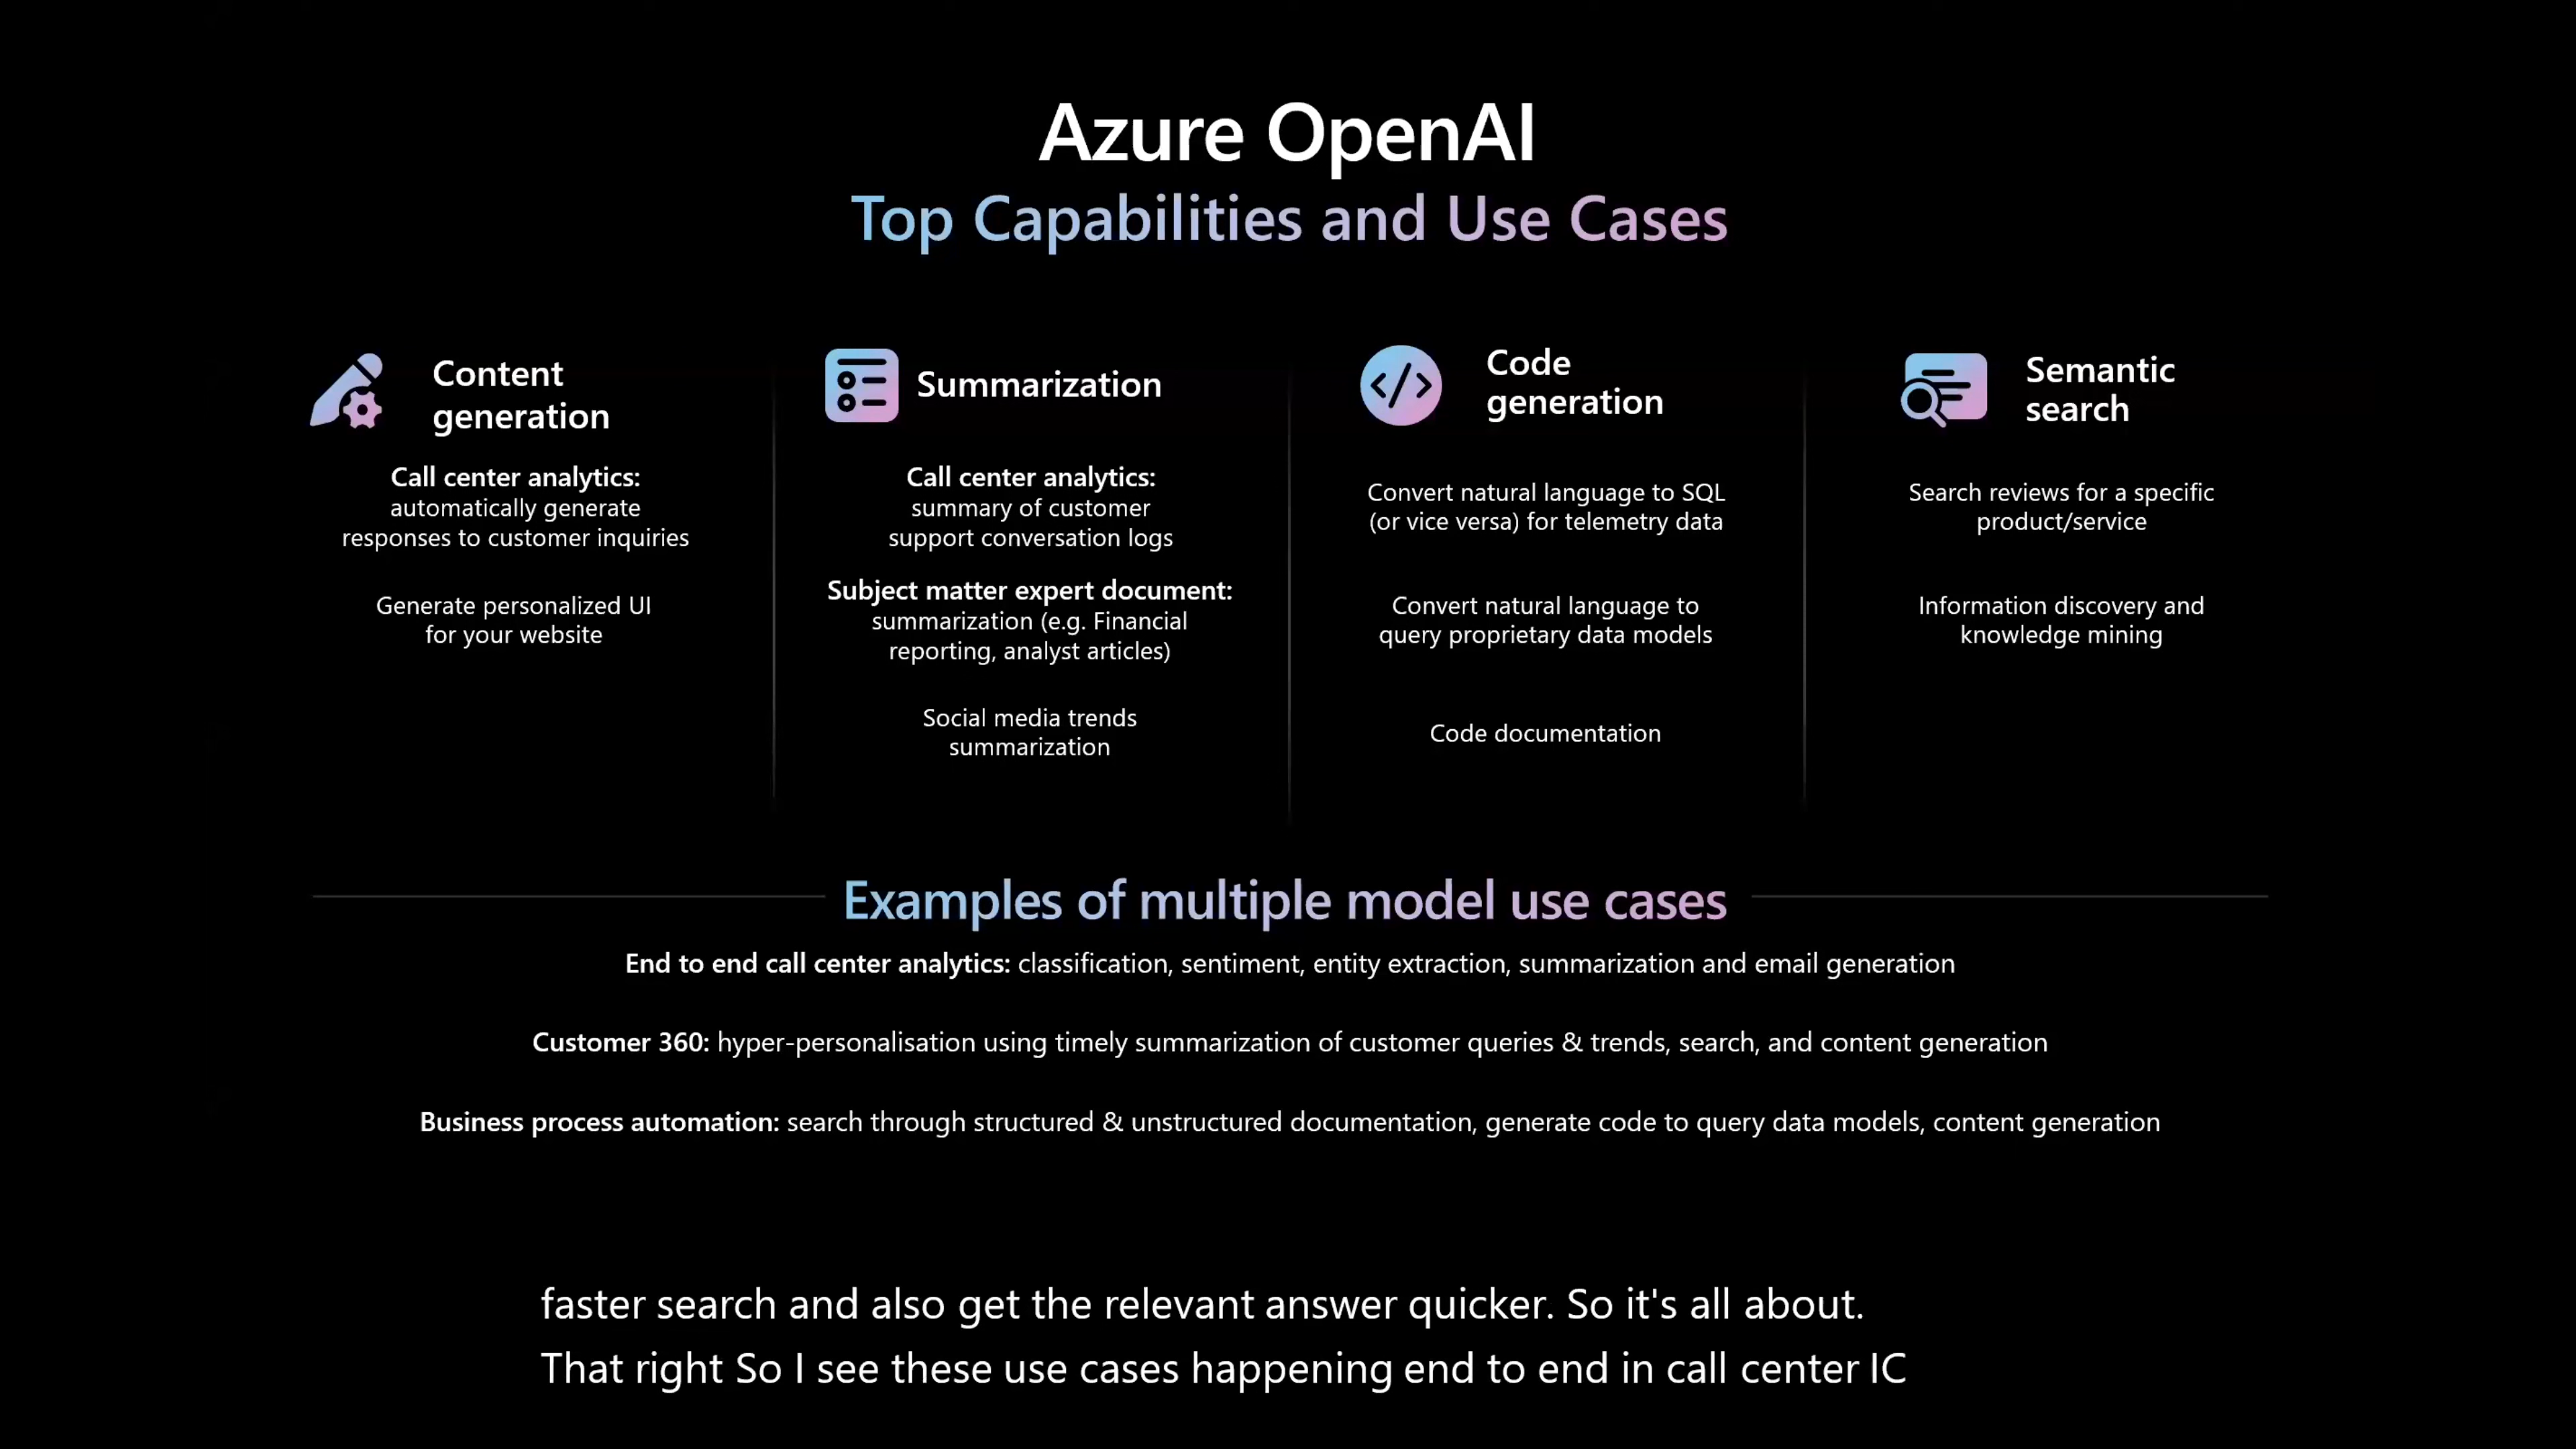 Azure OpenAI
Top Capabilities and Use Cases
Content
generation
Call center analytics:
automatically generate
responses to customer inquiries
Generate personalized UI
for your website
Summarization
Call center analytics:
summary of customer
support conversation logs
Subject matter expert document:
summarization (e.g. Financial
reporting, analyst articles)
Social media trends
summarization
Code
generation
Convert natural language to SQL
(or vice versa) for telemetry data
Convert natural language to
query proprietary data models
Code documentation
Semantic
search
Search reviews for a specific
product/service
Information discovery and
knowledge mining
Examples of multiple model use cases
End to end call center analytics: classification, sentiment, entity extraction, summarization and email generation
Customer 360: hyper-personalisation using timely summarization of customer queries & trends, search, and content generation
Business process automation: search through structured & unstructured documentation, generate code to query data models, content generation
faster search and also get the relevant answer quicker. So it's all about.
That right So I see these use cases happening end to end in call center IC